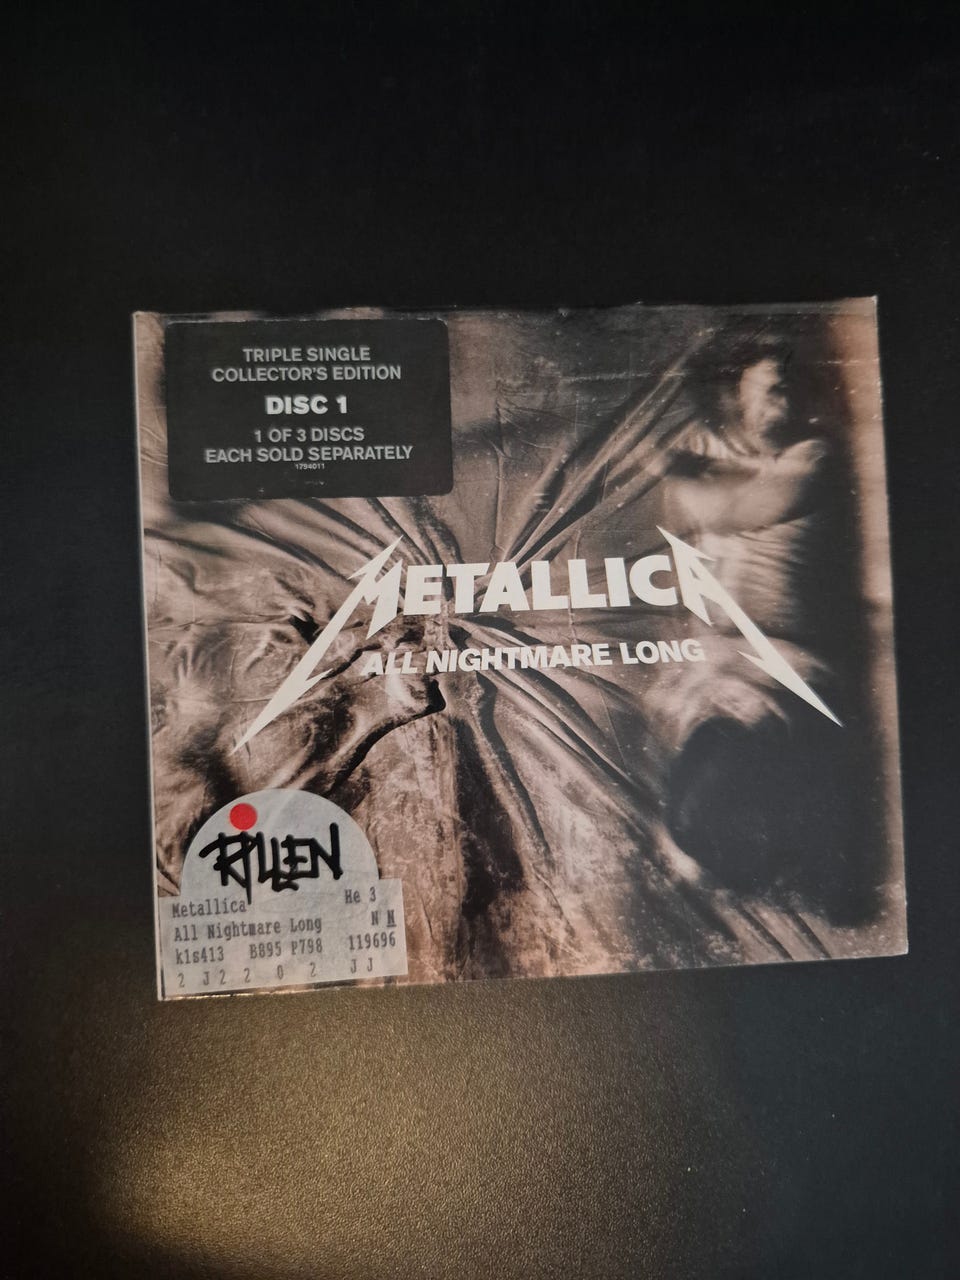 TRIPLE SINGLE
COLLECTOR'S EDITION
DISC 1
1 OF 3 DISCS
EACH SOLD SEPARATELY
1794011
METALLICA
ALL NIGHTMARE LONG
RILLEN
Metallica He 3
All Nightmare Long N N
kls413 B895 P798 119696
2 J 2 2 0 2 J J